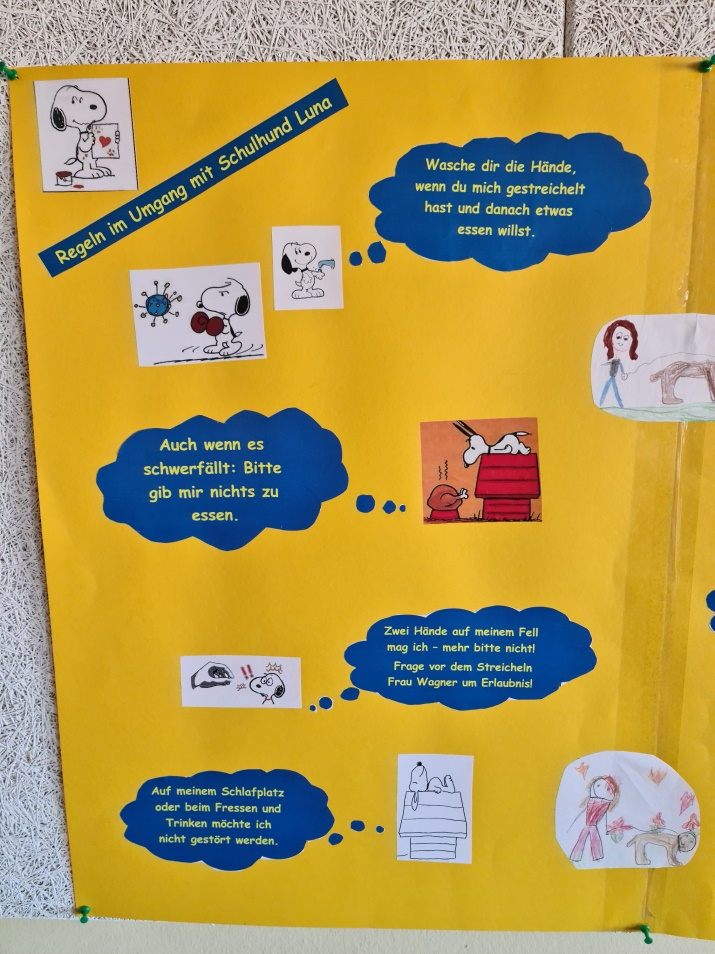 Regeln im Umgang mit Schulhund Luna
Wasche dir die Hände,
wenn du mich gestreichelt
hast und danach etwas
essen willst.
Auch wenn es
schwerfällt: Bitte
gib mir nichts zu
essen.
Zwei Hände auf meinem Fell
mag ich – mehr bitte nicht!
Frage vor dem Streicheln
Frau Wagner um Erlaubnis!
Auf meinem Schlafplatz
oder beim Fressen und
Trinken möchte ich
nicht gestört werden.